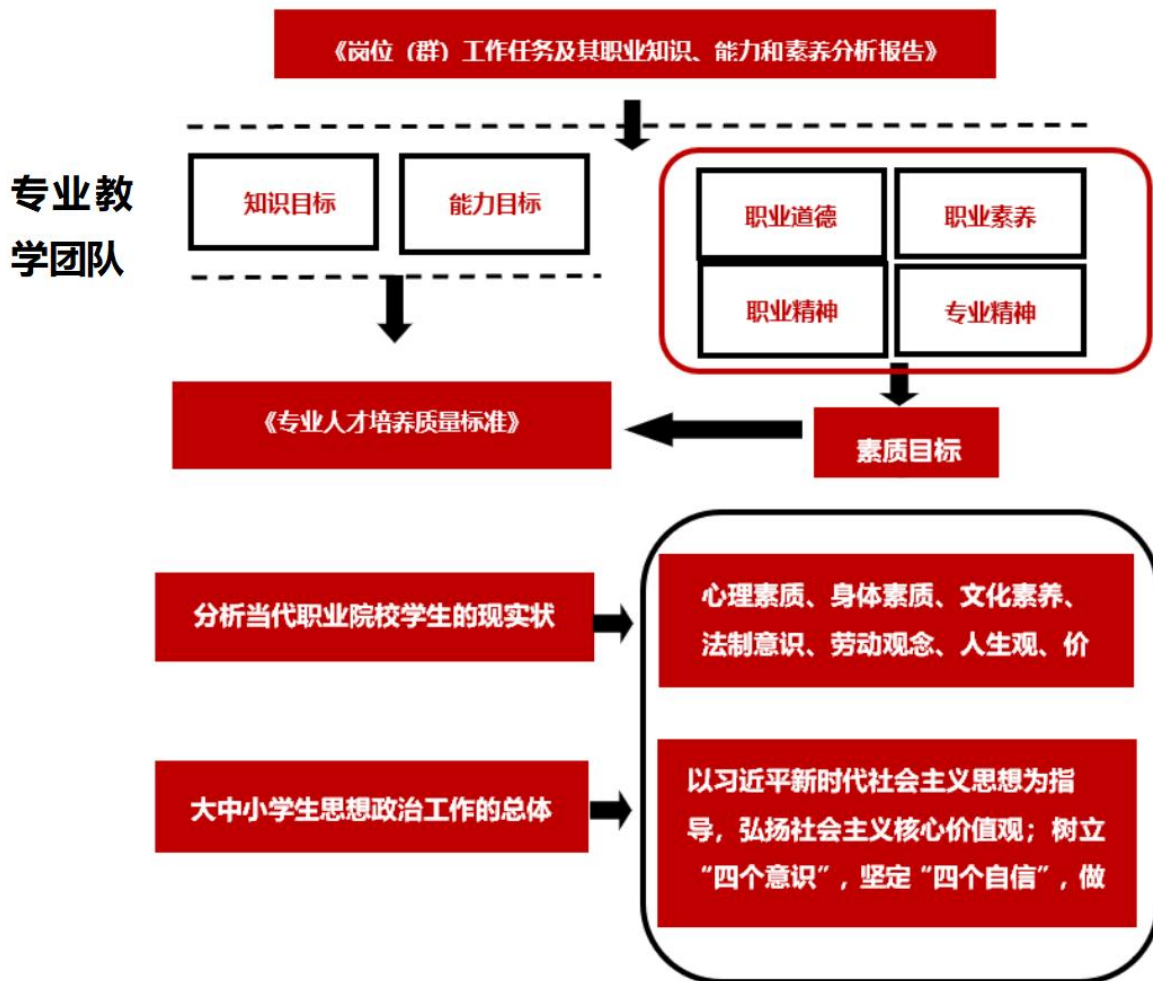 《岗位（群）工作任务及其职业知识、能力和素养分析报告》
专业教
学团队
知识目标
能力目标
职业道德
职业素养
职业精神
专业精神
《专业人才培养质量标准》
素质目标
分析当代职业院校学生的现实状
心理素质、身体素质、文化素养、
法制意识、劳动观念、人生观、价
大中小学生思想政治工作的总体
以习近平新时代社会主义思想为指
导，弘扬社会主义核心价值观；树立
“四个意识”，坚定“四个自信”，做